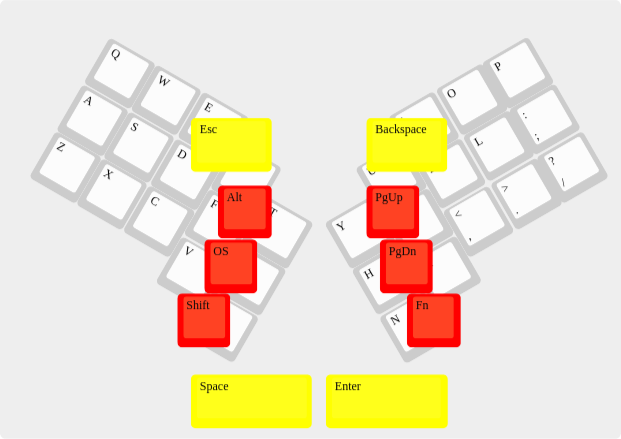 Q
W
E
A
S
D
Z
X
C
F
T
V
Esc
Alt
OS
Shift
Space
P
O
:
;
L
?
/
>
.
<
,
Y
H
N
Backspace
PgUp
PgDn
Fn
Enter